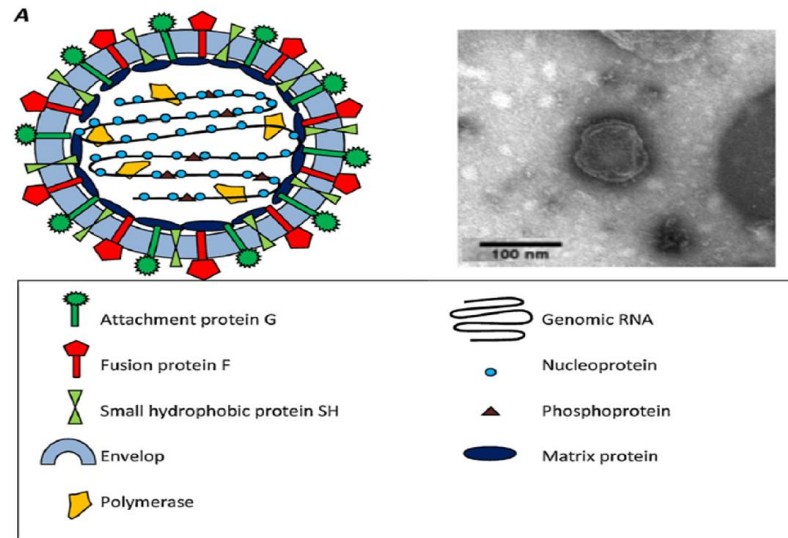 A
100 nm
Attachment protein G
Fusion protein F
Small hydrophobic protein SH
Envelop
Polymerase
Genomic RNA
Nucleoprotein
Phosphoprotein
Matrix protein